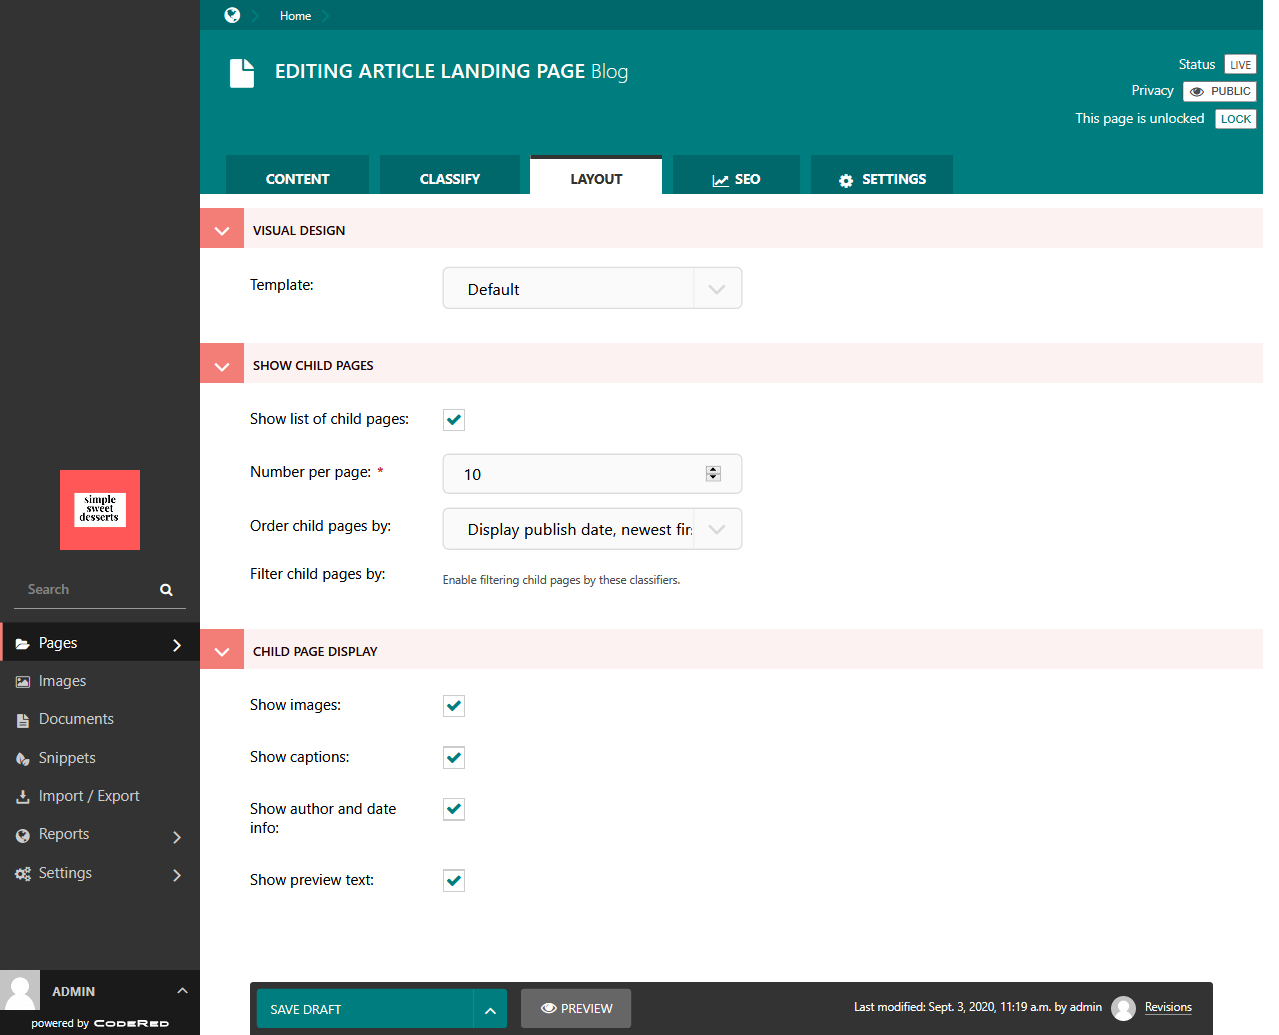 Home
EDITING ARTICLE LANDING PAGE Blog
Status LIVE
Privacy PUBLIC
This page is unlocked LOCK
CONTENT CLASSIFY LAYOUT SEO SETTINGS
VISUAL DESIGN
Template: Default
SHOW CHILD PAGES
Show list of child pages:
Number per page: * 10
Order child pages by: Display publish date, newest firs
Filter child pages by: Enable filtering child pages by these classifiers.
CHILD PAGE DISPLAY
Show images:
Show captions:
Show author and date
info:
Show preview text:
simple
sweet
desserts
Search
Pages
Images
Documents
Snippets
Import / Export
Reports
Settings
ADMIN
powered by CODERED
SAVE DRAFT PREVIEW Last modified: Sept. 3, 2020, 11:19 a.m. by admin Revisions